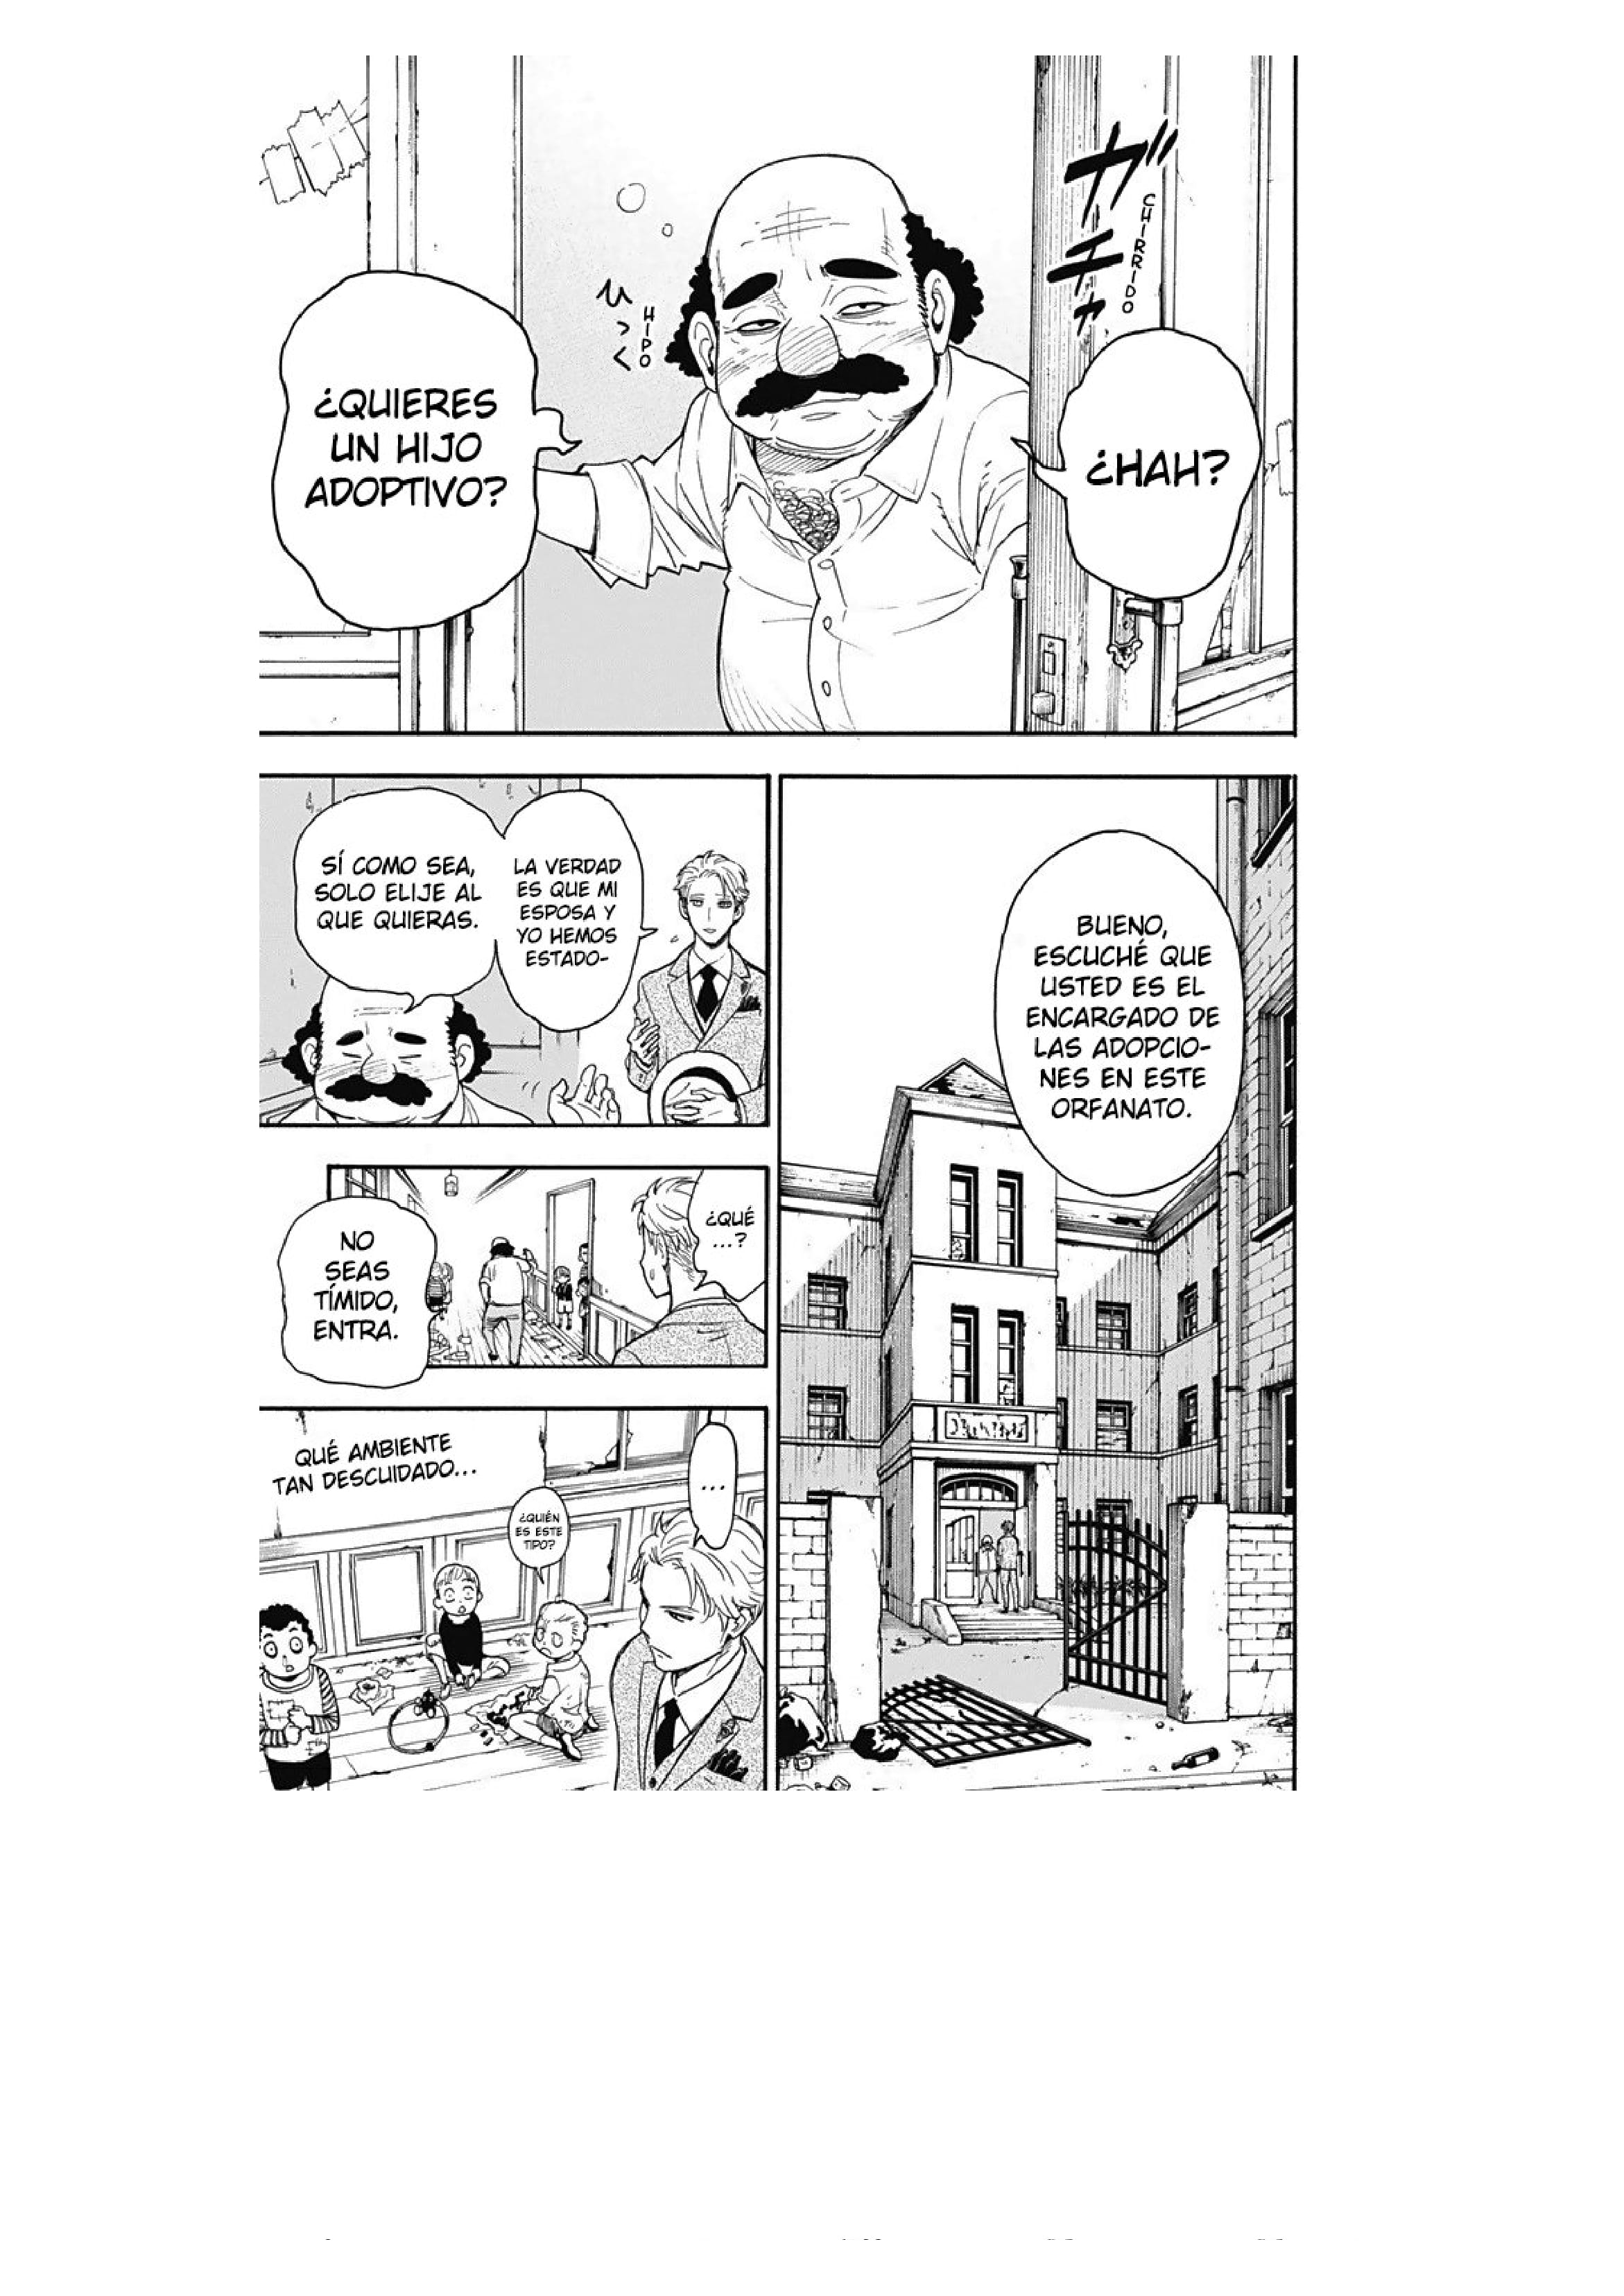 ガチャ
CHIRRIDO
¿HAH?
ひっく
HIPO
¿QUIERES
UN HIJO
ADOPTIVO?
BUENO,
ESCUCHÉ QUE
USTED ES EL
ENCARGADO DE
LAS ADOPCIO-
NES EN ESTE
ORFANATO.
LA VERDAD
ES QUE MI
ESPOSA Y
YO HEMOS
ESTADO-
SÍ COMO SEA,
SOLO ELIJE AL
QUE QUIERAS.
¿QUÉ
...?
NO
SEAS
TÍMIDO,
ENTRA.
...
QUÉ AMBIENTE
TAN DESCUIDADO...
¿QUIÉN
ES ESTE
TIPO?